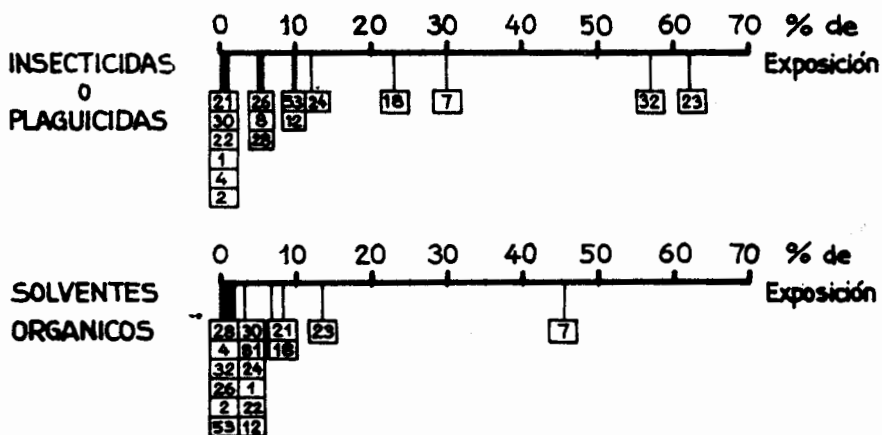 0 10 20 30 40 50 60 70 % de
INSECTICIDAS Exposición
O
PLAGUICIDAS
21 26 53 24 18 7 32 23
30 8 12
22 28
1
4
2
0 10 20 30 40 50 60 70 % de
SOLVENTES Exposición
ORGANICOS
28 30 21 23 7
4 81 18
32 24
26 1
2 22
53 12